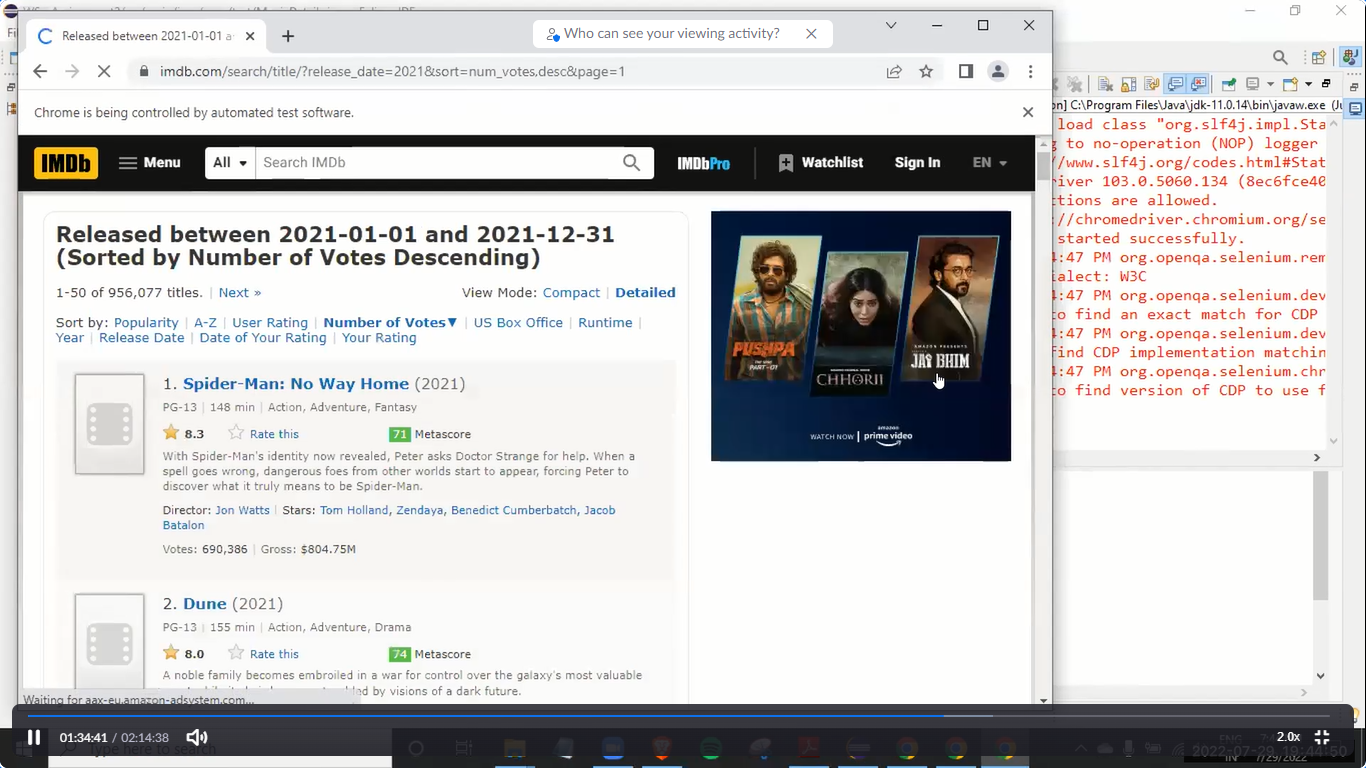 Released between 2021-01-01 a
Who can see your viewing activity?
imdb.com/search/title/?release_date=2021&sort=num_votes,desc&page=1
Chrome is being controlled by automated test software.
IMDb Menu All Search IMDb IMDbPro Watchlist Sign In EN
Released between 2021-01-01 and 2021-12-31
(Sorted by Number of Votes Descending)
1-50 of 956,077 titles. | Next » View Mode: Compact | Detailed
Sort by: Popularity | A-Z | User Rating | Number of Votes▼ | US Box Office | Runtime |
Year | Release Date | Date of Your Rating | Your Rating
1. Spider-Man: No Way Home (2021)
PG-13 | 148 min | Action, Adventure, Fantasy
8.3 Rate this 71 Metascore
With Spider-Man's identity now revealed, Peter asks Doctor Strange for help. When a
spell goes wrong, dangerous foes from other worlds start to appear, forcing Peter to
discover what it truly means to be Spider-Man.
Director: Jon Watts | Stars: Tom Holland, Zendaya, Benedict Cumberbatch, Jacob
Batalon
Votes: 690,386 | Gross: $804.75M
2. Dune (2021)
PG-13 | 155 min | Action, Adventure, Drama
8.0 Rate this 74 Metascore
A noble family becomes embroiled in a war for control over the galaxy's most valuable
by visions of a dark future.
Waiting for aax-eu.amazon-adsystem.com...
PUSHPA
THE RISE
PART-01
CHHORII
AMAZON PRESENTS
JAI BHIM
WATCH NOW | amazon
prime video
on] C:\Program Files\Java\jdk-11.0.14\bin\javaw.exe (Ju
load class "org.slf4j.impl.Sta
g to no-operation (NOP) logger
//www.slf4j.org/codes.html#Stat
iver 103.0.5060.134 (8ec6fce40
ctions are allowed.
://chromedriver.chromium.org/se
started successfully.
4:47 PM org.openqa.selenium.rem
talect: W3C
4:47 PM org.openqa.selenium.dev
to find an exact match for CDP
4:47 PM org.openqa.selenium.dev
find CDP implementation matchin
4:47 PM org.openqa.selenium.chr
to find version of CDP to use f
01:34:41 / 02:14:38
Type here to search
2.0x
ENG
IN
7/29/2022
2022-07-29 19:44:50